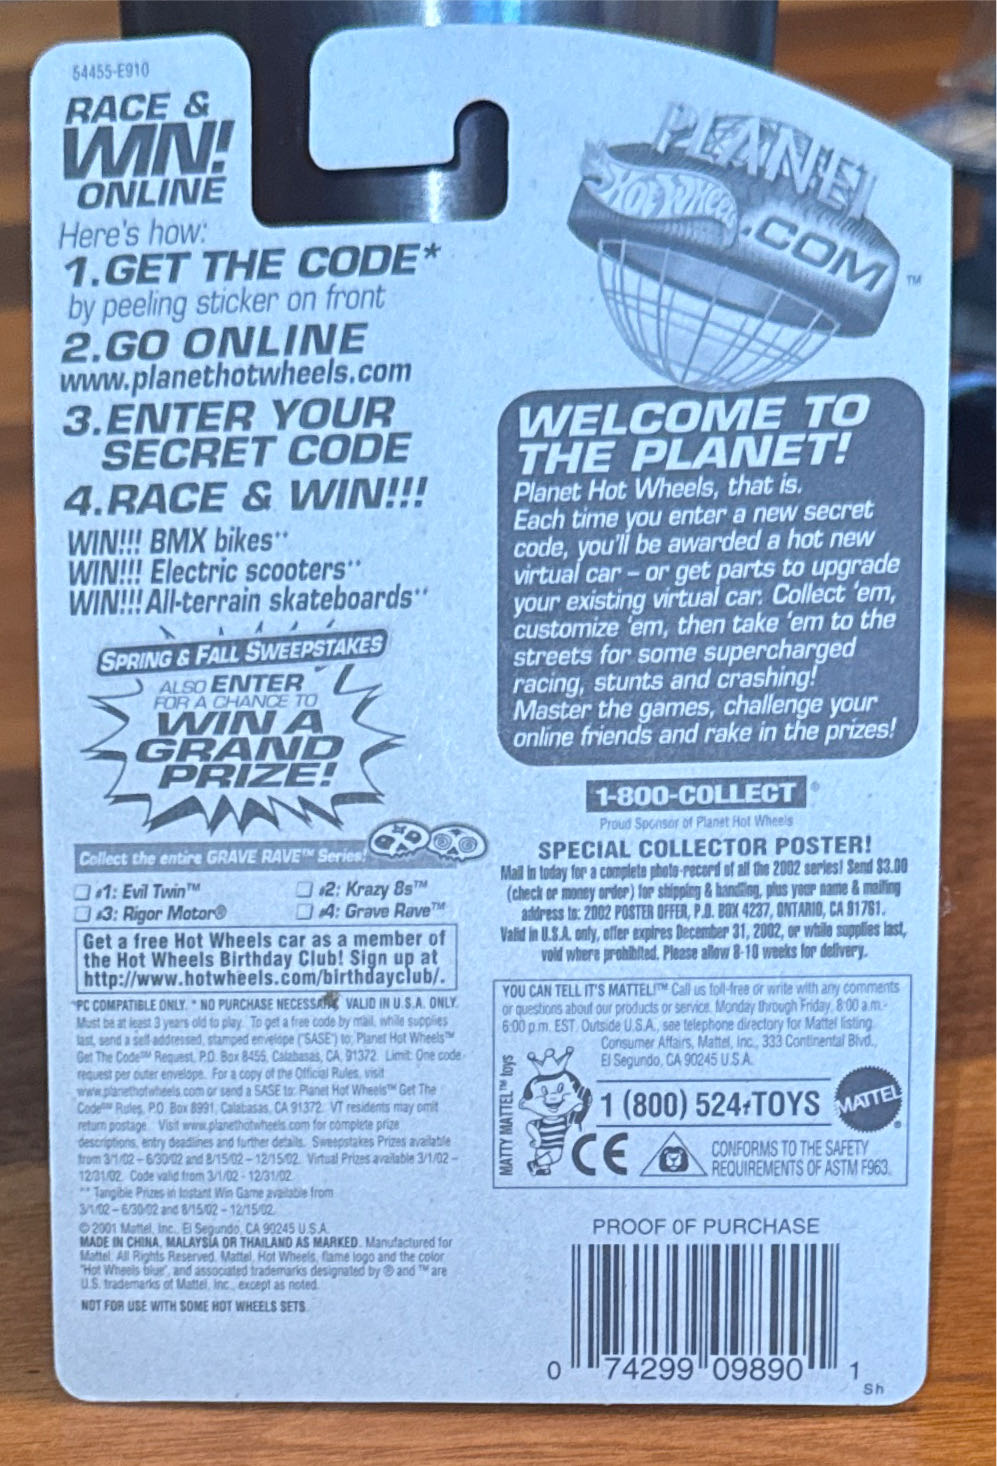 54455-E910
RACE &
WIN!
ONLINE
Here's how:
1.GET THE CODE*
by peeling sticker on front
2.GO ONLINE
www.planethotwheels.com
3.ENTER YOUR
SECRET CODE
4.RACE & WIN!!!
WIN!!! BMX bikes**
WIN!!! Electric scooters**
WIN!!! All-terrain skateboards**
SPRING & FALL SWEEPSTAKES
ALSO ENTER
FOR A CHANCE TO
WIN A
GRAND
PRIZE!
Collect the entire GRAVE RAVE™ Series!
#1: Evil Twin™ #2: Krazy 8s™
#3: Rigor Motor® #4: Grave Rave™
Get a free Hot Wheels car as a member of
the Hot Wheels Birthday Club! Sign up at
http://www.hotwheels.com/birthdayclub/.
*PC COMPATIBLE ONLY. * NO PURCHASE NECESSARY. VALID IN U.S.A. ONLY.
Must be at least 3 years old to play. To get a free code by mail, while supplies
last, send a self-addressed, stamped envelope ("SASE") to: Planet Hot Wheels™
Get The Code℠ Request, P.O. Box 8455, Calabasas, CA, 91372. Limit: One code
request per outer envelope. For a copy of the Official Rules, visit
www.planethotwheels.com or send a SASE to: Planet Hot Wheels™ Get The
Code℠ Rules, P.O. Box 8991, Calabasas, CA 91372. VT residents may omit
return postage. Visit www.planethotwheels.com for complete prize
descriptions, entry deadlines and further details. Sweepstakes Prizes available
from 3/1/02 – 6/30/02 and 8/15/02 – 12/15/02. Virtual Prizes available 3/1/02 –
12/31/02. Code valid from 3/1/02 - 12/31/02.
** Tangible Prizes in Instant Win Game available from
3/1/02 – 6/30/02 and 8/15/02 – 12/15/02.
© 2001 Mattel, Inc., El Segundo, CA 90245 U.S.A.
MADE IN CHINA, MALAYSIA OR THAILAND AS MARKED. Manufactured for
Mattel. All Rights Reserved. Mattel, Hot Wheels, flame logo and the color
"Hot Wheels blue", and associated trademarks designated by ® and ™ are
U.S. trademarks of Mattel, Inc., except as noted.
NOT FOR USE WITH SOME HOT WHEELS SETS.
PLANET
HOT WHEELS
.COM ™
WELCOME TO
THE PLANET!
Planet Hot Wheels, that is.
Each time you enter a new secret
code, you'll be awarded a hot new
virtual car – or get parts to upgrade
your existing virtual car. Collect 'em,
customize 'em, then take 'em to the
streets for some supercharged
racing, stunts and crashing!
Master the games, challenge your
online friends and rake in the prizes!
1-800-COLLECT ®
Proud Sponsor of Planet Hot Wheels
SPECIAL COLLECTOR POSTER!
Mail in today for a complete photo-record of all the 2002 series! Send $3.00
(check or money order) for shipping & handling, plus your name & mailing
address to: 2002 POSTER OFFER, P.O. BOX 4237, ONTARIO, CA 91761.
Valid in U.S.A. only, offer expires December 31, 2002, or while supplies last,
void where prohibited. Please allow 8-10 weeks for delivery.
YOU CAN TELL IT'S MATTEL!™ Call us toll-free or write with any comments
or questions about our products or service. Monday through Friday, 8:00 a.m.-
6:00 p.m. EST. Outside U.S.A., see telephone directory for Mattel listing.
Consumer Affairs, Mattel, Inc., 333 Continental Blvd.,
El Segundo, CA 90245 U.S.A.
MATTY MATTEL™ toys
1 (800) 524-TOYS
MATTEL ®
CE
CONFORMS TO THE SAFETY
REQUIREMENTS OF ASTM F963.
PROOF OF PURCHASE
0 74299 09890 1
Sh